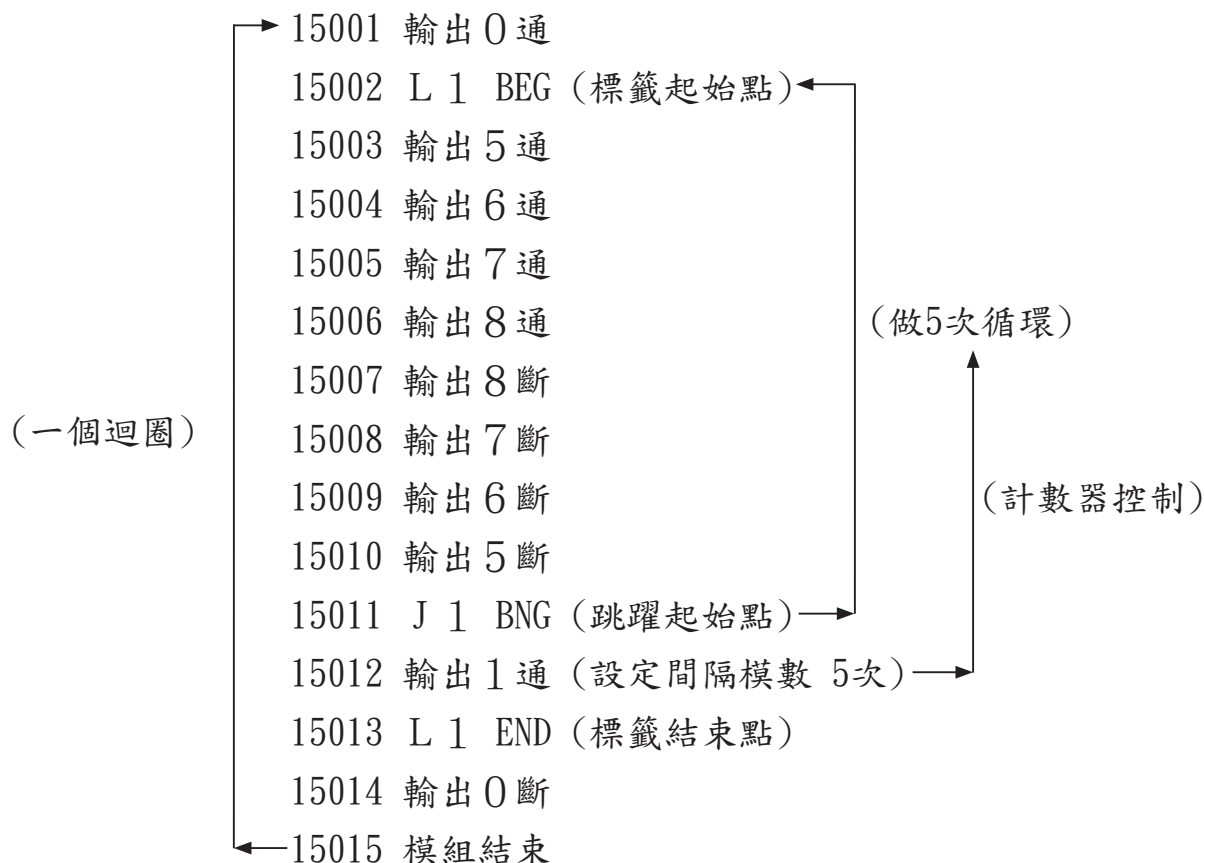 15001 輸出0通
15002 L 1 BEG (標籤起始點)
15003 輸出5通
15004 輸出6通
15005 輸出7通
15006 輸出8通
(做5次循環)
15007 輸出8斷
(一個迴圈)
15008 輸出7斷
15009 輸出6斷
(計數器控制)
15010 輸出5斷
15011 J 1 BNG (跳躍起始點)
15012 輸出1通 (設定間隔模數 5次)
15013 L 1 END (標籤結束點)
15014 輸出0斷
15015 模組結束